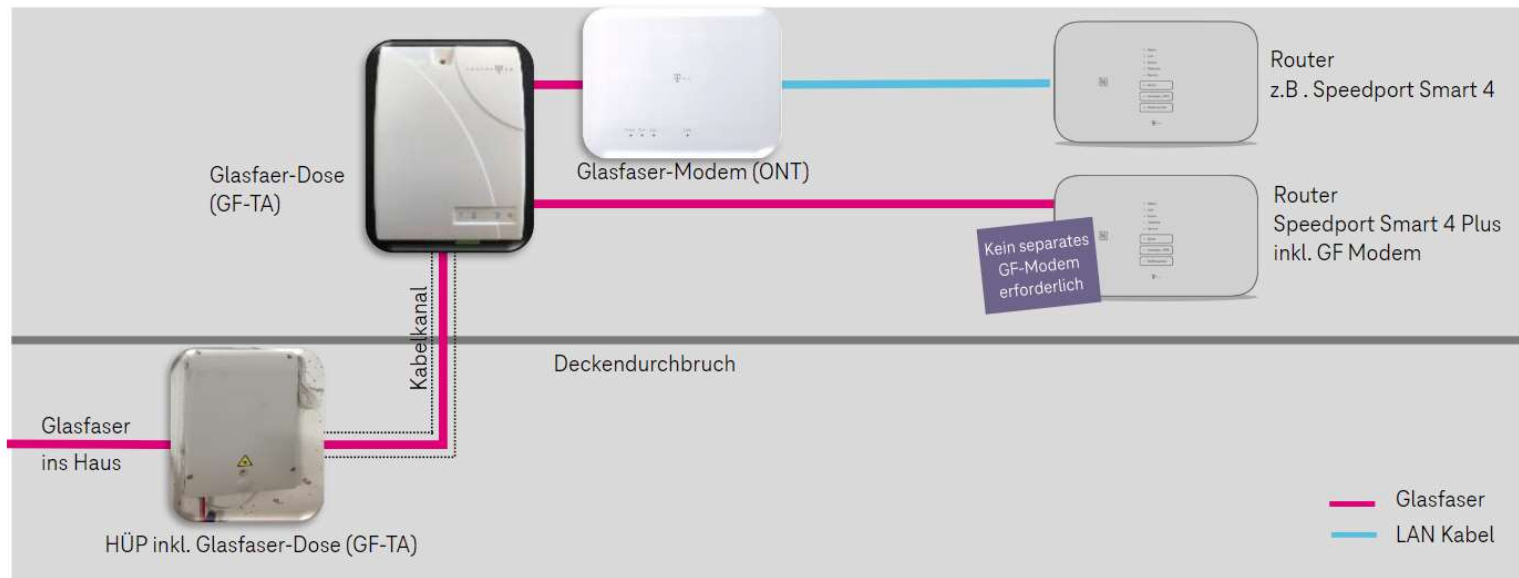 Router
z.B . Speedport Smart 4
Glasfaser-Modem (ONT)
Glasfaer-Dose
(GF-TA)
Router
Speedport Smart 4 Plus
inkl. GF Modem
Kein separates
GF-Modem
erforderlich
Kabelkanal
Deckendurchbruch
Glasfaser
ins Haus
HÜP inkl. Glasfaser-Dose (GF-TA)
Glasfaser
LAN Kabel